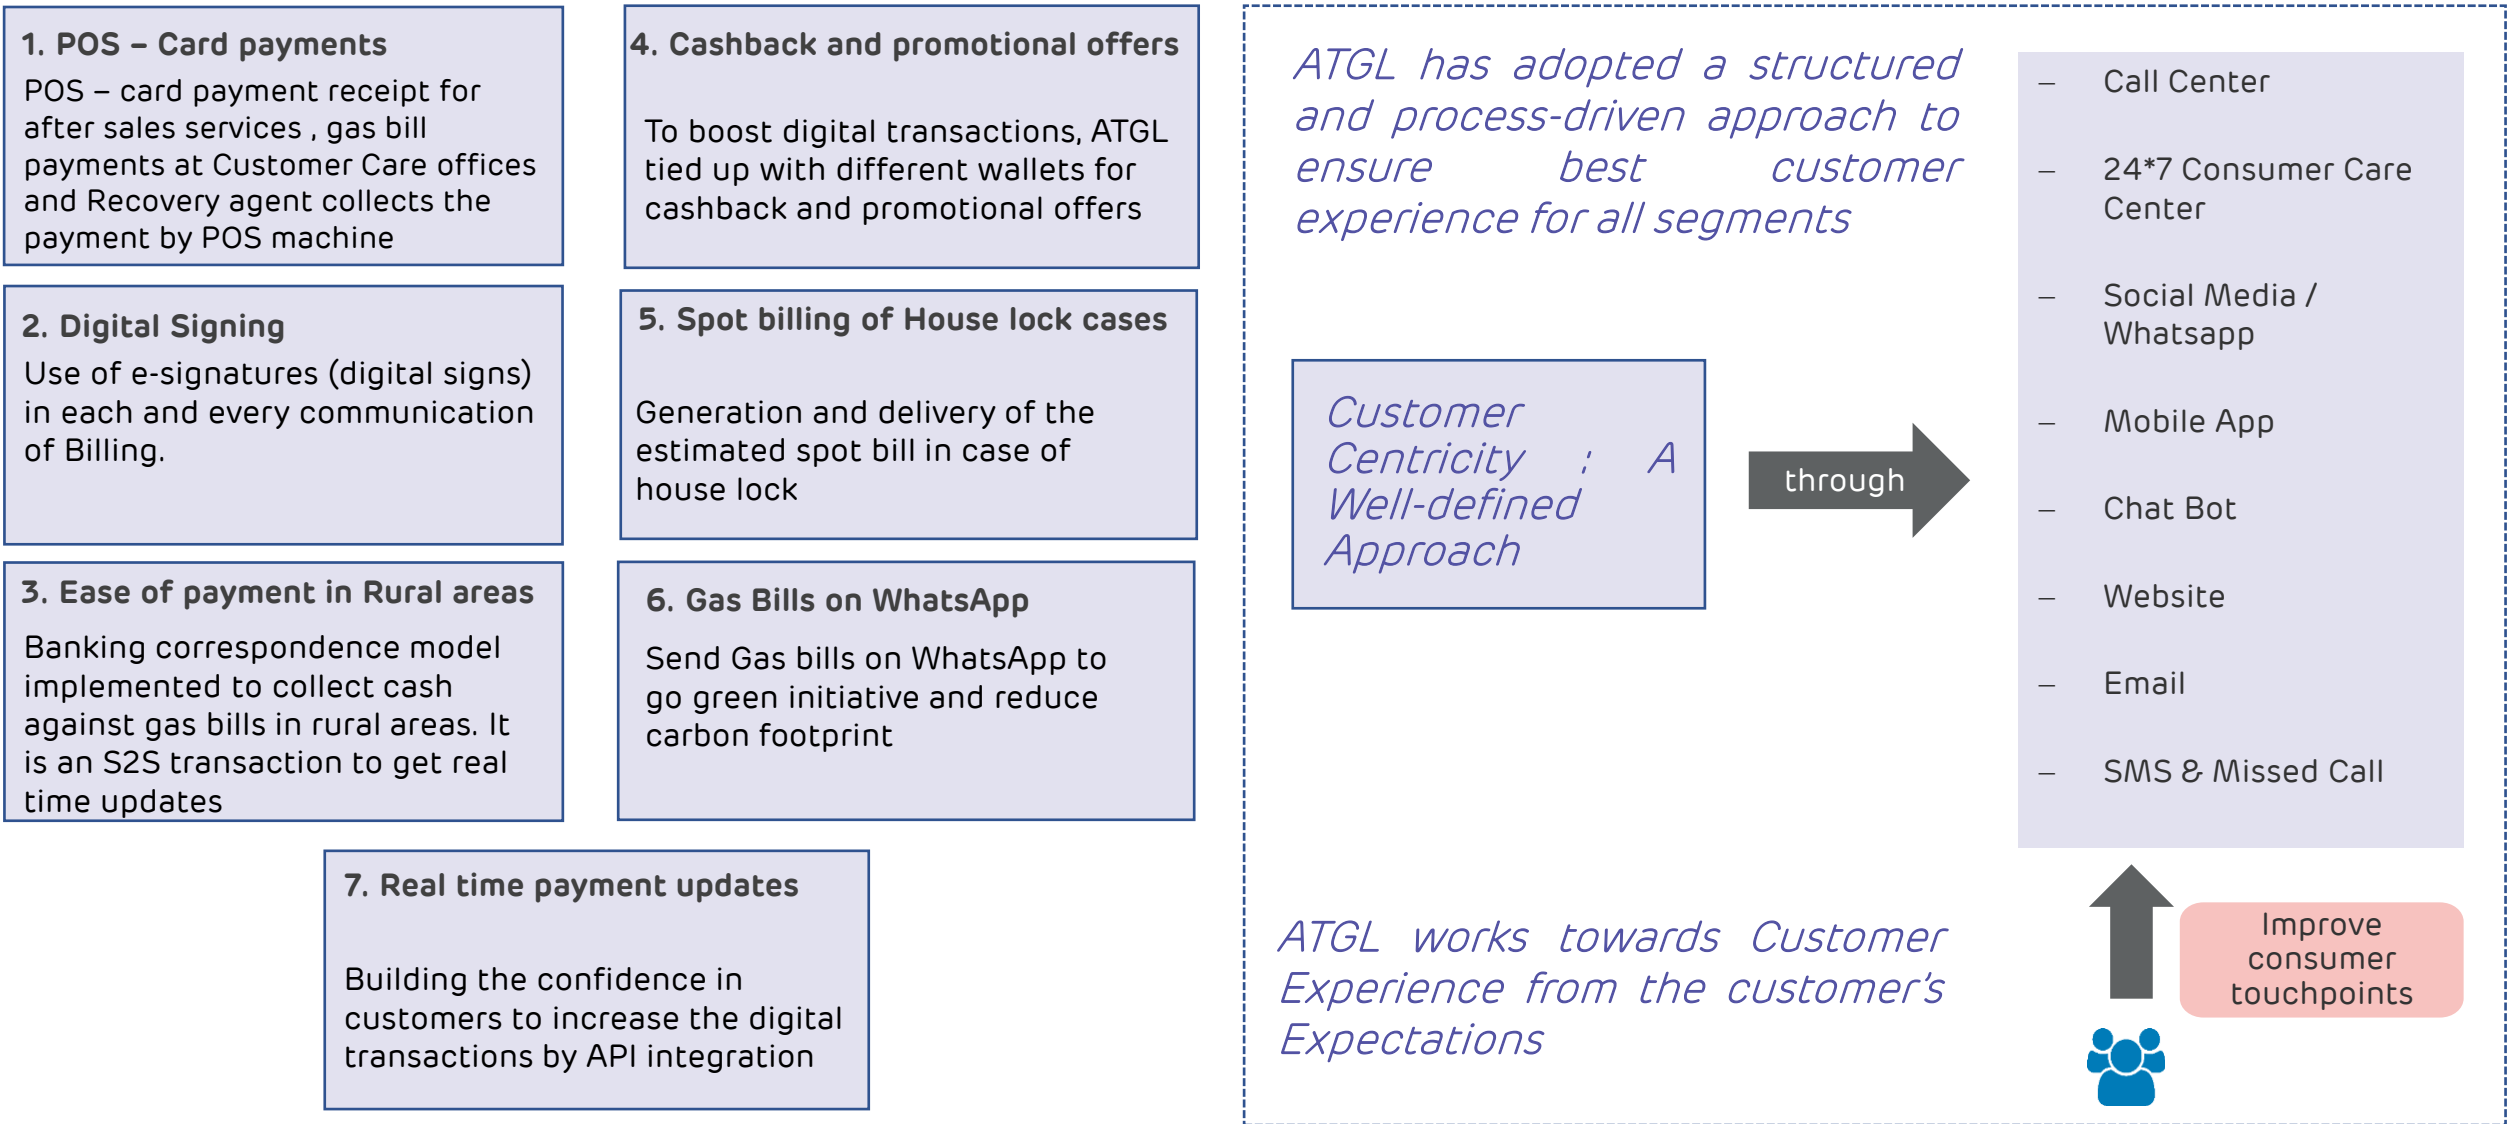 1. POS – Card payments
POS – card payment receipt for
after sales services , gas bill
payments at Customer Care offices
and Recovery agent collects the
payment by POS machine
2. Digital Signing
Use of e-signatures (digital signs)
in each and every communication
of Billing.
3. Ease of payment in Rural areas
Banking correspondence model
implemented to collect cash
against gas bills in rural areas. It
is an S2S transaction to get real
time updates
4. Cashback and promotional offers
To boost digital transactions, ATGL
tied up with different wallets for
cashback and promotional offers
5. Spot billing of House lock cases
Generation and delivery of the
estimated spot bill in case of
house lock
6. Gas Bills on WhatsApp
Send Gas bills on WhatsApp to
go green initiative and reduce
carbon footprint
7. Real time payment updates
Building the confidence in
customers to increase the digital
transactions by API integration
ATGL has adopted a structured
and process-driven approach to
ensure best customer
experience for all segments
Customer
Centricity : A
Well-defined
Approach
through
– Call Center
– 24*7 Consumer Care
Center
– Social Media /
Whatsapp
– Mobile App
– Chat Bot
– Website
– Email
– SMS & Missed Call
Improve
consumer
touchpoints
ATGL works towards Customer
Experience from the customer's
Expectations